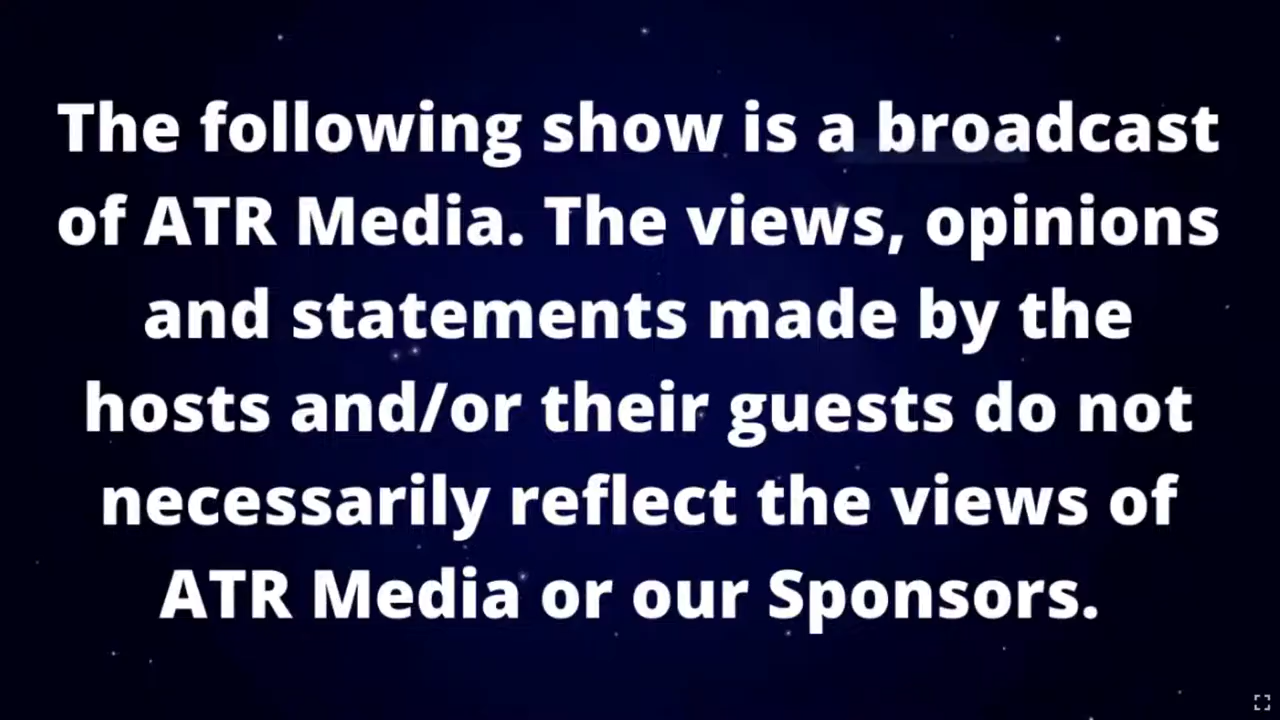 The following show is a broadcast
of ATR Media. The views, opinions
and statements made by the
hosts and/or their guests do not
necessarily reflect the views of
ATR Media or our Sponsors.